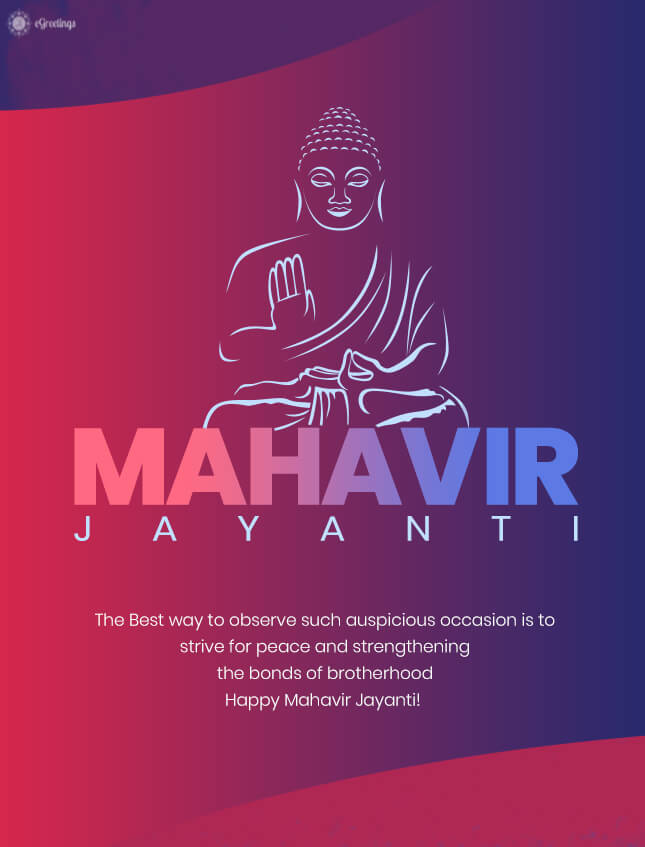 eGreetings
MAHAVIR
JAYANTI
The Best way to observe such auspicious occasion is to
strive for peace and strengthening
the bonds of brotherhood
Happy Mahavir Jayanti!